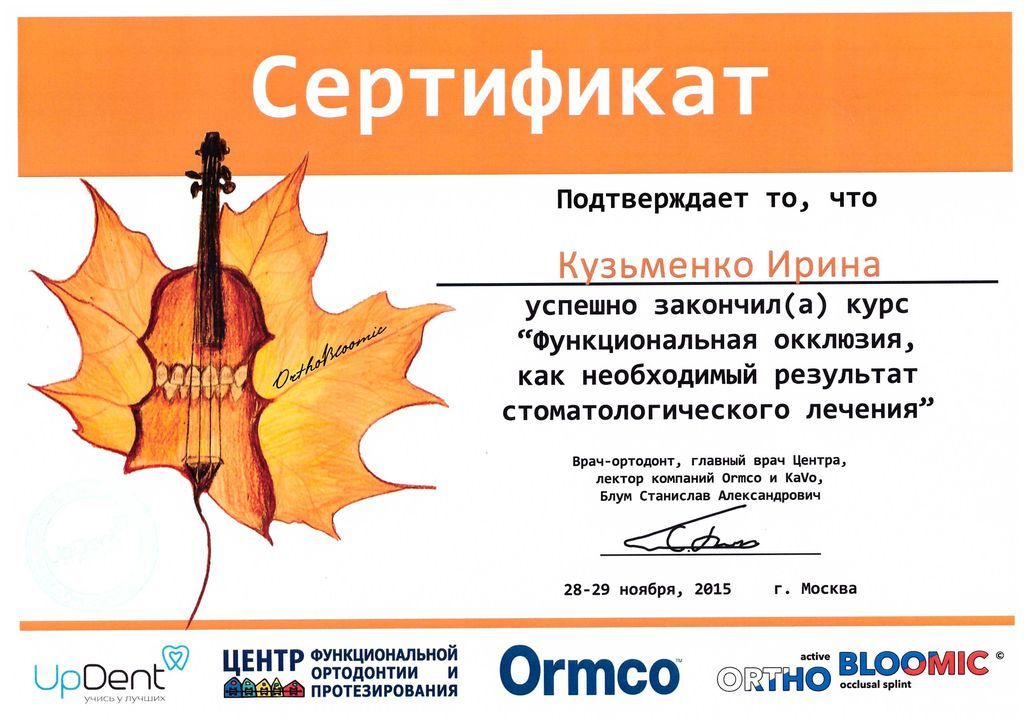 Сертификат
Подтверждает то, что
Кузьменко Ирина
успешно закончил(а) курс
“Функциональная окклюзия,
как необходимый результат
стоматологического лечения”
OrthoBloomic
Врач-ортодонт, главный врач Центра,
лектор компаний Ormco и KaVo,
Блум Станислав Александрович
28-29 ноября, 2015 г. Москва
UpDent
UpDent
учись у лучших
ЦЕНТР ФУНКЦИОНАЛЬНОЙ
ОРТОДОНТИИ И
ПРОТЕЗИРОВАНИЯ
Ormco™
active
ORTHO BLOOMIC ©
occlusal splint